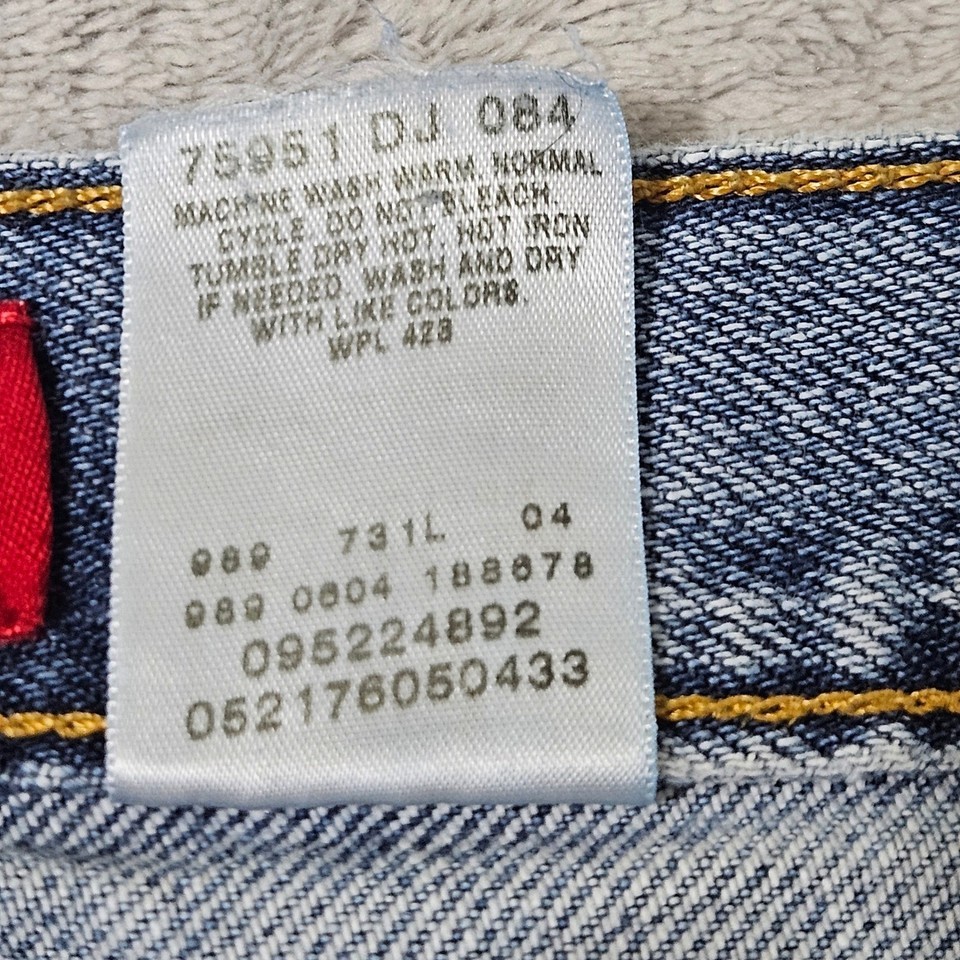 75951 DJ 084
MACHINE WASH WARM, NORMAL
CYCLE. DO NOT BLEACH.
TUMBLE DRY HOT. HOT IRON
IF NEEDED. WASH AND DRY
WITH LIKE COLORS.
WPL 423
989 731L 04
989 0604 188678
095224892
052176050433